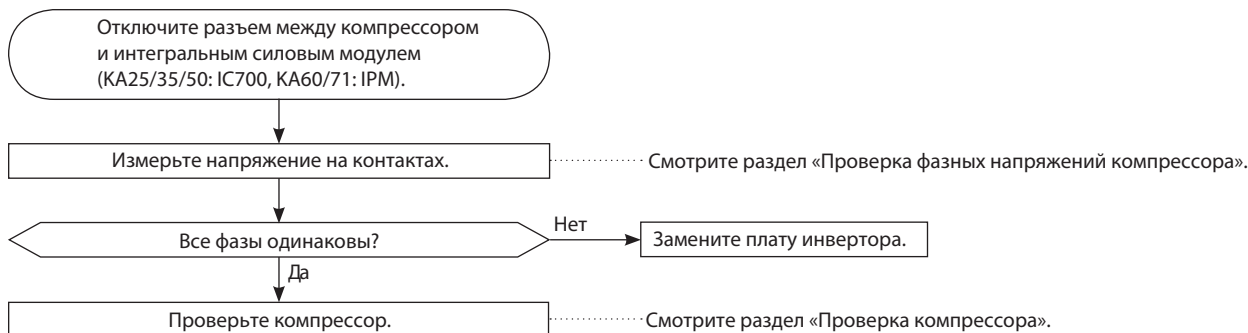 Отключите разъем между компрессором
и интегральным силовым модулем
(KA25/35/50: IC700, KA60/71: IPM).
Измерьте напряжение на контактах.
Смотрите раздел «Проверка фазных напряжений компрессора».
Все фазы одинаковы?
Нет
Замените плату инвертора.
Да
Проверьте компрессор.
Смотрите раздел «Проверка компрессора».